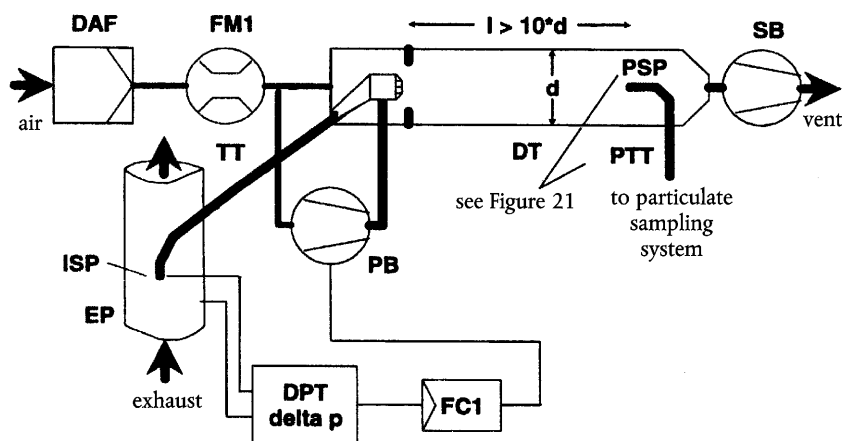 DAF
FM1
l > 10*d
SB
PSP
d
air
vent
TT
DT
PTT
see Figure 21
to particulate
sampling
system
ISP
PB
EP
exhaust
DPT
delta p
FC1